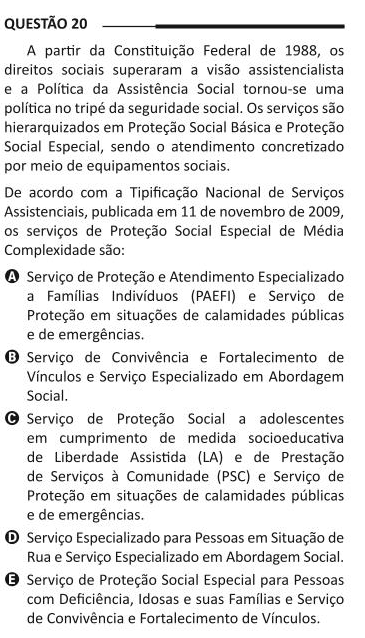 QUESTÃO 20
A partir da Constituição Federal de 1988, os
direitos sociais superaram a visão assistencialista
e a Política da Assistência Social tornou-se uma
política no tripé da seguridade social. Os serviços são
hierarquizados em Proteção Social Básica e Proteção
Social Especial, sendo o atendimento concretizado
por meio de equipamentos sociais.
De acordo com a Tipificação Nacional de Serviços
Assistenciais, publicada em 11 de novembro de 2009,
os serviços de Proteção Social Especial de Média
Complexidade são:
A Serviço de Proteção e Atendimento Especializado
a Famílias Indivíduos (PAEFI) e Serviço de
Proteção em situações de calamidades públicas
e de emergências.
B Serviço de Convivência e Fortalecimento de
Vínculos e Serviço Especializado em Abordagem
Social.
C Serviço de Proteção Social a adolescentes
em cumprimento de medida socioeducativa
de Liberdade Assistida (LA) e de Prestação
de Serviços à Comunidade (PSC) e Serviço de
Proteção em situações de calamidades públicas
e de emergências.
D Serviço Especializado para Pessoas em Situação de
Rua e Serviço Especializado em Abordagem Social.
E Serviço de Proteção Social Especial para Pessoas
com Deficiência, Idosas e suas Famílias e Serviço
de Convivência e Fortalecimento de Vínculos.